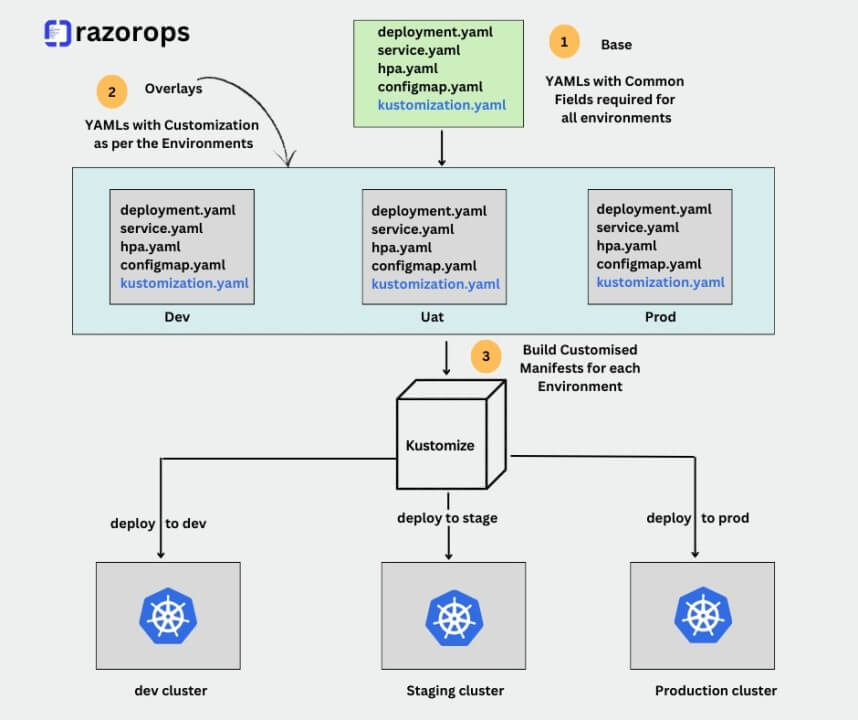 razorops
deployment.yaml
service.yaml
hpa.yaml
configmap.yaml
kustomization.yaml
1
Base
YAMLs with Common
Fields required for
all environments
2
Overlays
YAMLs with Customization
as per the Environments
deployment.yaml
service.yaml
hpa.yaml
configmap.yaml
kustomization.yaml
Dev
deployment.yaml
service.yaml
hpa.yaml
configmap.yaml
kustomization.yaml
Uat
deployment.yaml
service.yaml
hpa.yaml
configmap.yaml
kustomization.yaml
Prod
3
Build Customised
Manifests for each
Environment
Kustomize
deploy to dev
deploy to stage
deploy to prod
dev cluster
Staging cluster
Production cluster